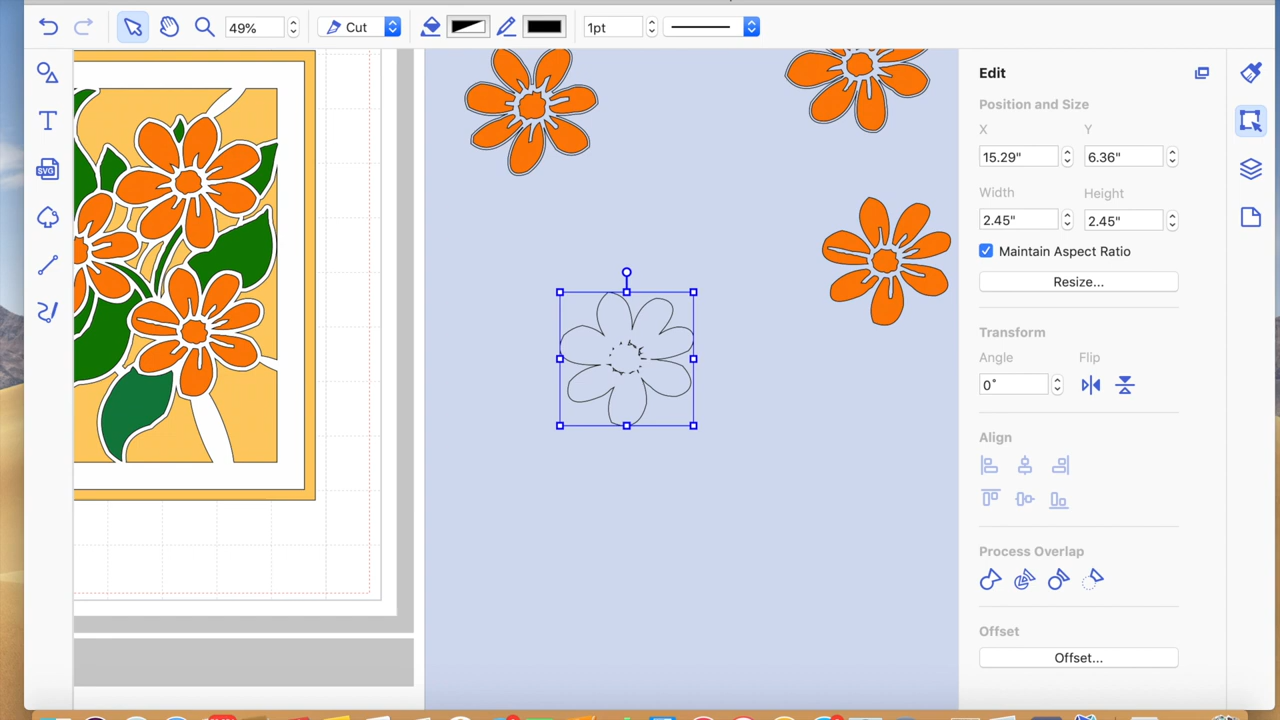 49%
Cut
1pt
T
SVG
Edit
Position and Size
X
Y
15.29"
6.36"
Width
Height
2.45"
2.45"
Maintain Aspect Ratio
Resize...
Transform
Angle
Flip
0°
Align
Process Overlap
Offset
Offset...